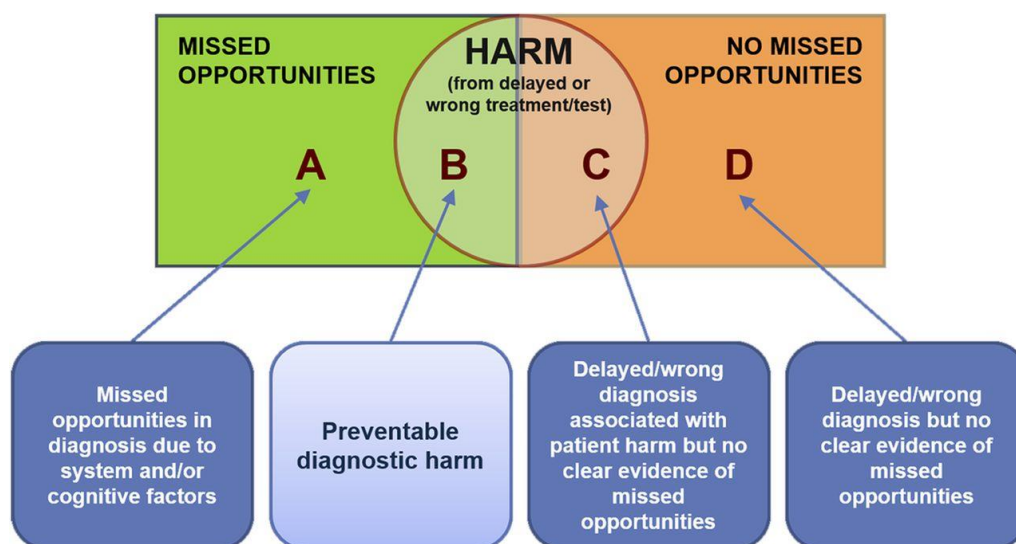 MISSED
OPPORTUNITIES
HARM
(from delayed or
wrong treatment/test)
NO MISSED
OPPORTUNITIES
A
B
C
D
Missed
opportunities in
diagnosis due to
system and/or
cognitive factors
Preventable
diagnostic harm
Delayed/wrong
diagnosis
associated with
patient harm but no
clear evidence of
missed
opportunities
Delayed/wrong
diagnosis but no
clear evidence of
missed
opportunities